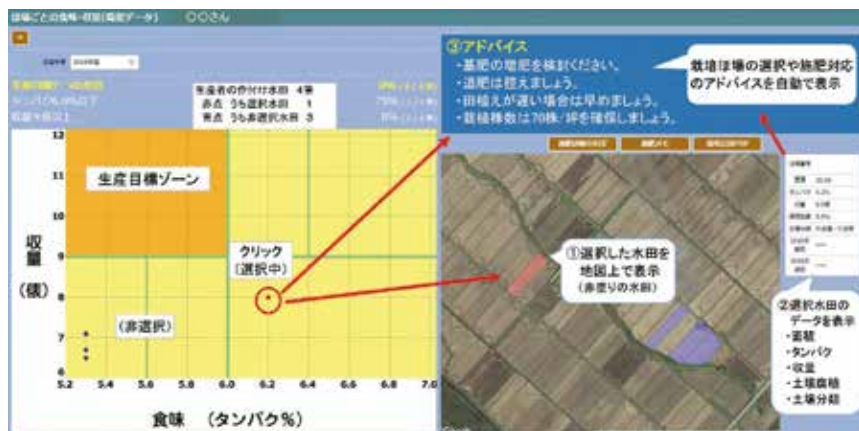 ほ場ごとの食味・収量(簡易データ) 〇〇さん
生産者の作付け水田 4筆
赤点 うち選択水田 1
青点 うち非選択水田 3
生産目標ゾーン
クリック
(選択中)
(非選択)
収量
(俵)
12
11
10
9
8
7
6
5.2 5.4 5.6 5.8 6.0 6.2 6.4 6.6 6.8 7.0
食味 (タンパク%)
③アドバイス
・基肥の増肥を検討ください。
・追肥は控えましょう。
・田植えが遅い場合は早めましょう。
・栽植株数は70株/坪を確保しましょう。
栽培ほ場の選択や施肥対応
のアドバイスを自動で表示
①選択した水田を
地図上で表示
(赤塗りの水田)
②選択水田の
データを表示
・面積
・タンパク
・収量
・土壌腐植
・土壌分類